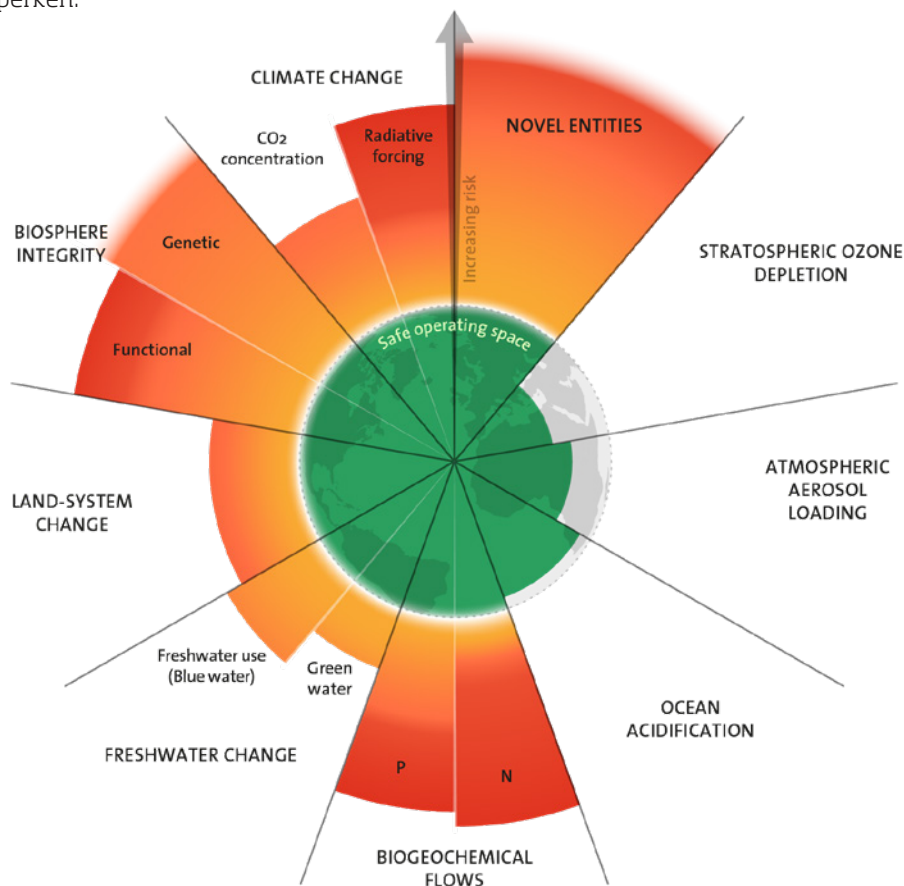 perken.
CLIMATE CHANGE
CO2
concentration
Radiative
forcing
NOVEL ENTITIES
Increasing risk
STRATOSPHERIC OZONE
DEPLETION
BIOSPHERE
INTEGRITY
Genetic
Functional
Safe operating space
ATMOSPHERIC
AEROSOL
LOADING
LAND-SYSTEM
CHANGE
Freshwater use
(Blue water)
Green
water
FRESHWATER CHANGE
P
N
OCEAN
ACIDIFICATION
BIOGEOCHEMICAL
FLOWS